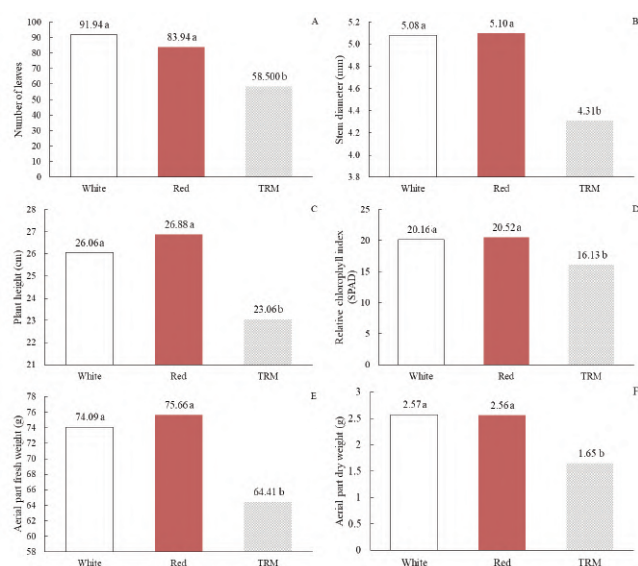 A
Number of leaves
100
90
80
70
60
50
40
30
20
10
0
91.94 a
83.94 a
58.500 b
White Red TRM
B
Stem diameter (mm)
5.2
5.0
4.8
4.6
4.4
4.2
4.0
3.8
5.08 a
5.10 a
4.31b
White Red TRM
C
Plant height (cm)
28
27
26
25
24
23
22
21
26.06a
26.88 a
23.06 b
White Red TRM
D
Relative chlorophyll index
(SPAD)
25
20
15
10
5
0
20.16 a
20.52 a
16.13 b
White Red TRM
E
Aerial part fresh weight (g)
78
76
74
72
70
68
66
64
62
60
58
74.09 a
75.66 a
64.41 b
White Red TRM
F
Aerial part dry weight (g)
3
2.5
2
1.5
1
0.5
0
2.57 a
2.56 a
1.65 b
White Red TRM